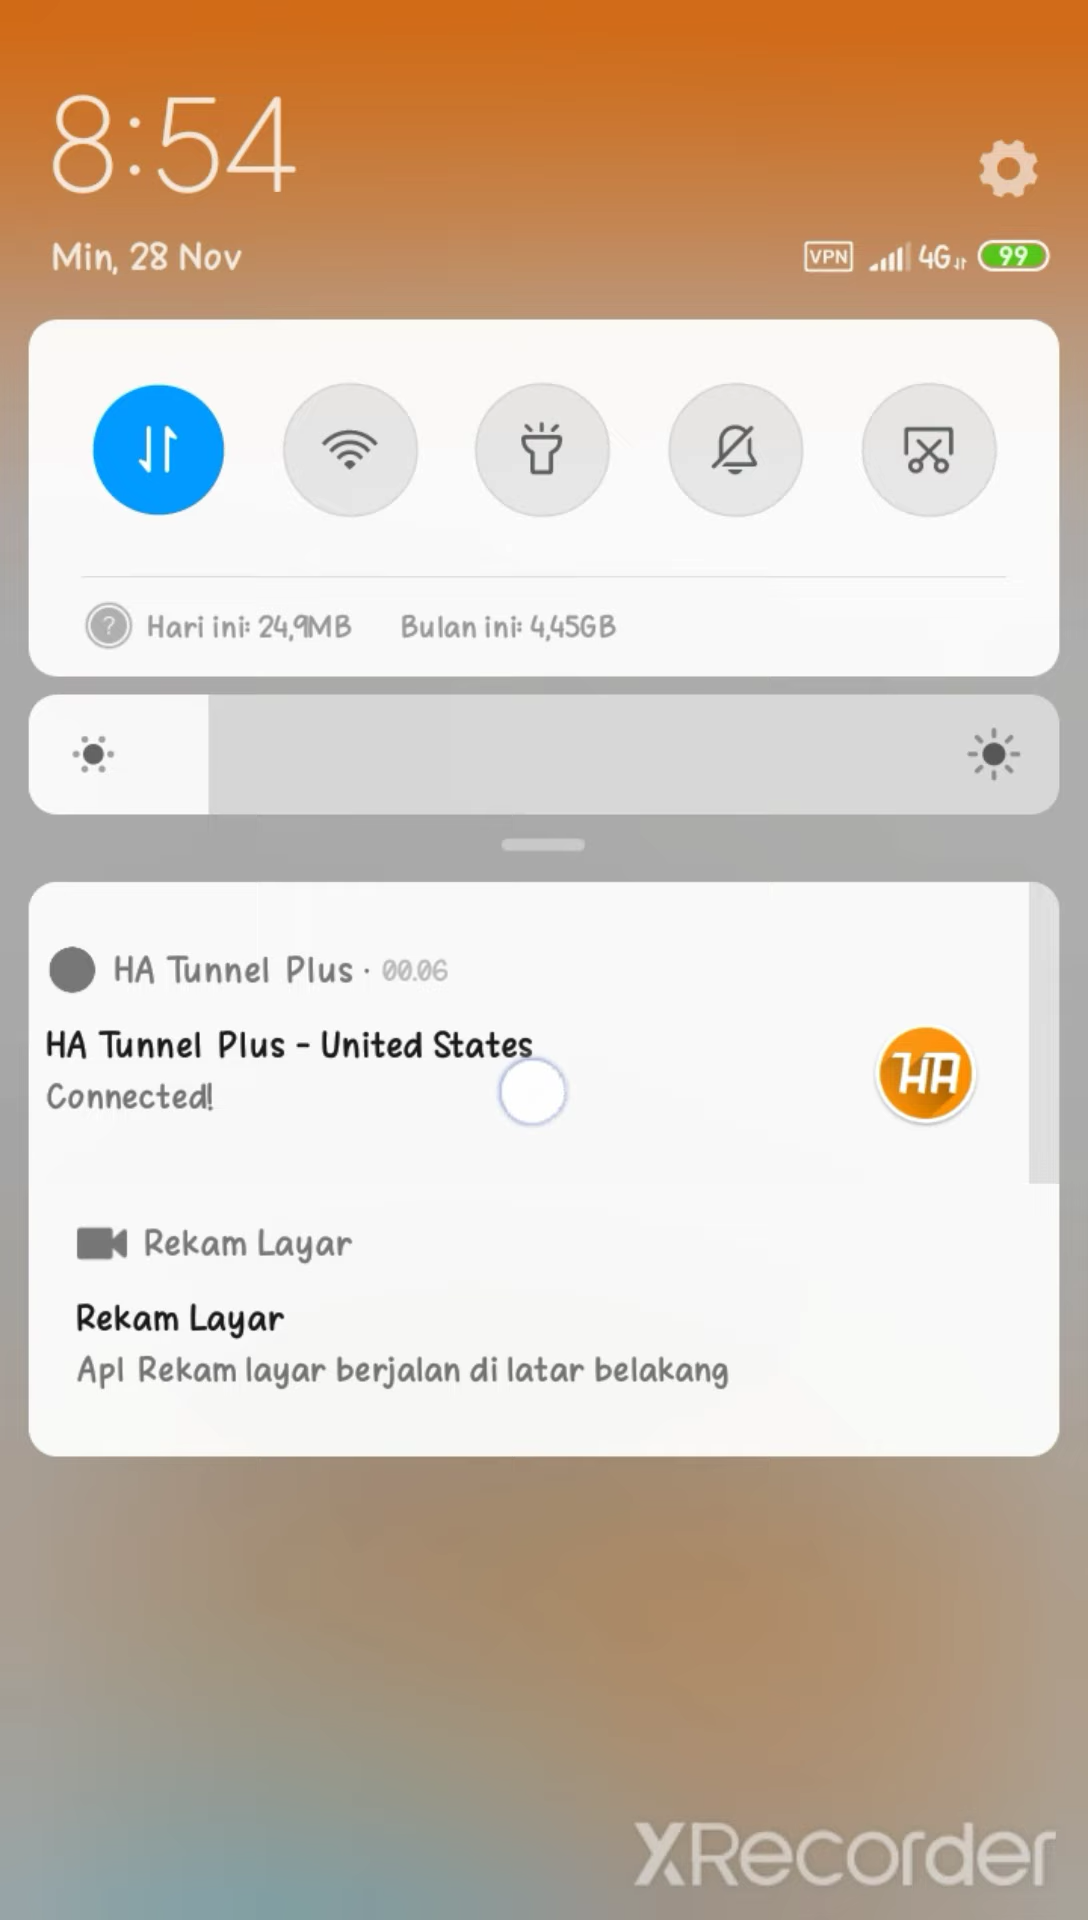 8:54
Min, 28 Nov
VPN 4G 99
Hari ini: 24,9MB Bulan ini: 4,45GB
HA Tunnel Plus · 00.06
HA Tunnel Plus - United States
Connected!
HA
Rekam Layar
Rekam Layar
Apl Rekam layar berjalan di latar belakang
XRecorder